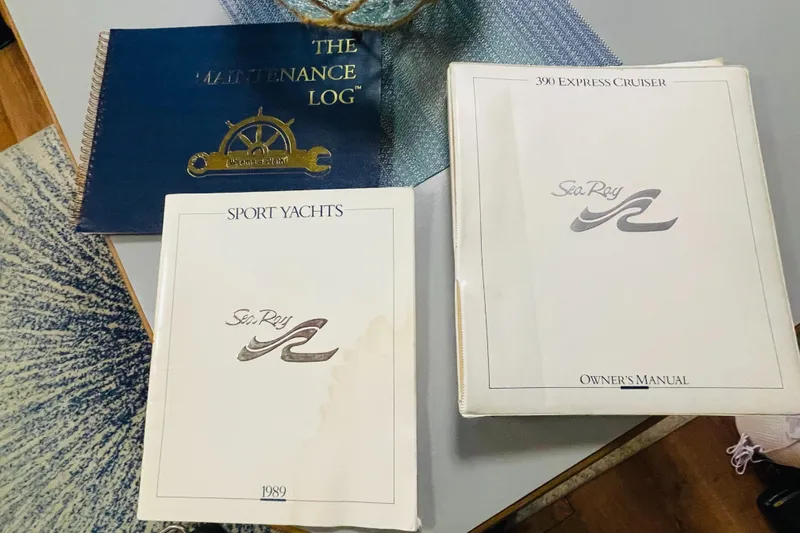 THE
MAINTENANCE
LOG™
SPORT YACHTS
Sea Ray
1989
390 EXPRESS CRUISER
Sea Ray
OWNER'S MANUAL